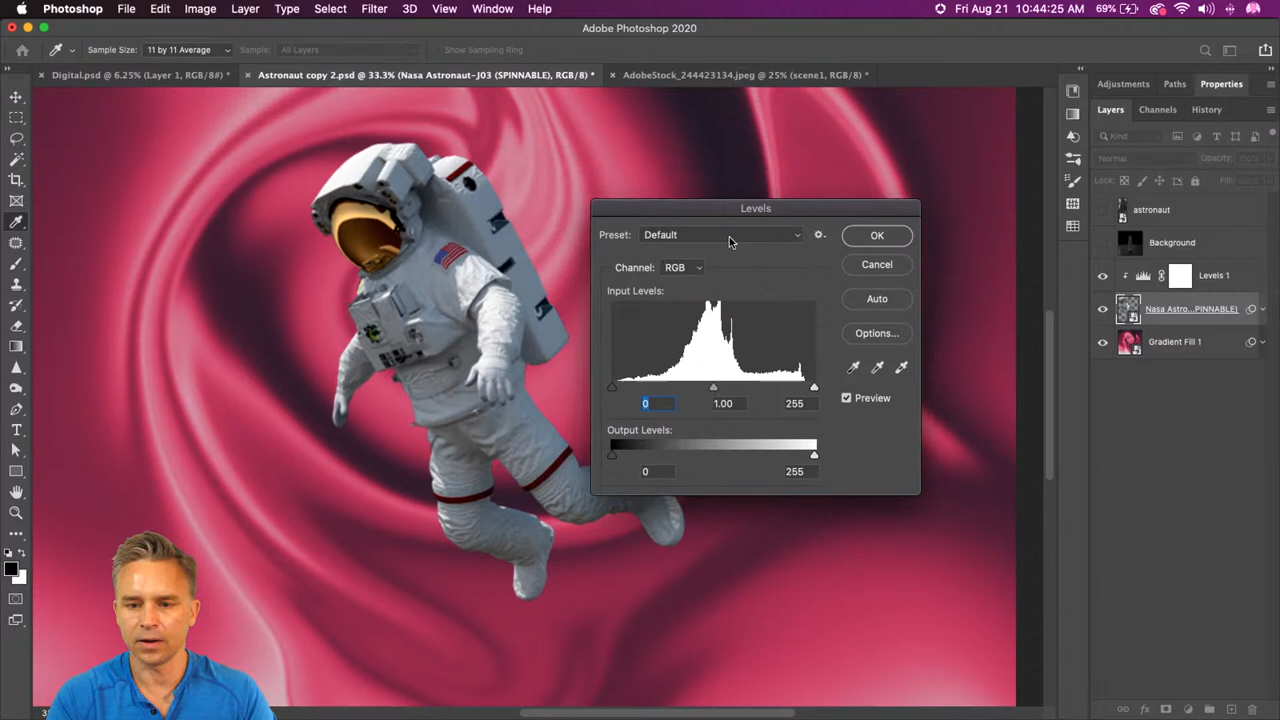 Photoshop File Edit Image Layer Type Select Filter 3D View Window Help
Fri Aug 21 10:44:25 AM 69%
Adobe Photoshop 2020
Sample Size: 11 by 11 Average Sample: All Layers Show Sampling Ring
Digital.psd @ 6.25% (Layer 1, RGB/8#) *
Astronaut copy 2.psd @ 33.3% (Nasa Astronaut-J03 (SPINNABLE), RGB/8) *
AdobeStock_244423134.jpeg @ 25% (scene1, RGB/8) *
Adjustments Paths Properties
Layers Channels History
Kind
Normal Opacity: 100%
Lock: Fill: 100%
astronaut
Background
Levels 1
Nasa Astro...PINNABLE)
Gradient Fill 1
Levels
Preset: Default
OK
Channel: RGB
Cancel
Input Levels:
Auto
Options...
Preview
0 1.00 255
Output Levels:
0 255